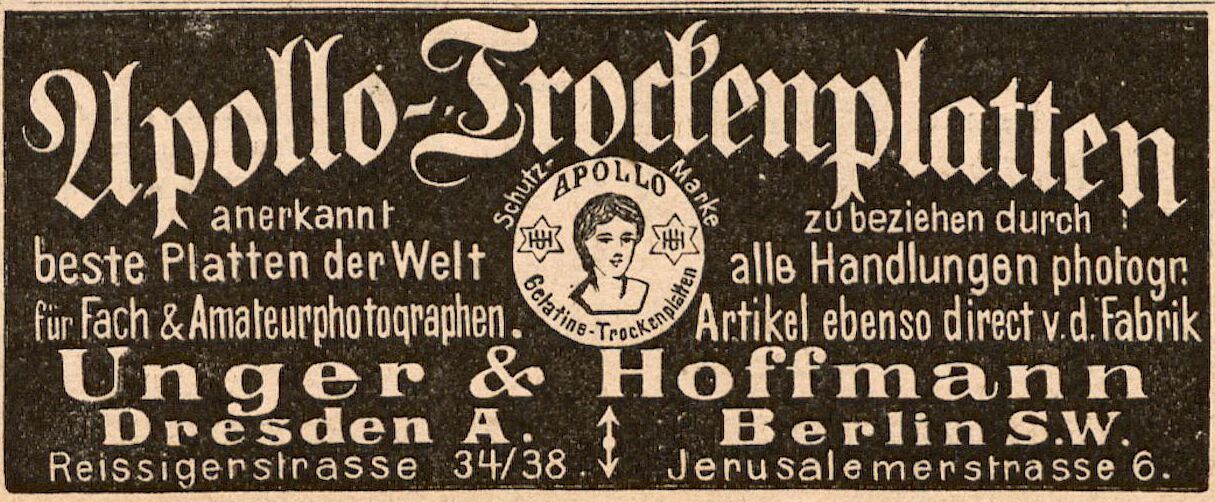 Apollo-Trockenplatten
anerkannt
beste Platten der Welt
für Fach & Amateurphotographen.
Schutz-Marke
APOLLO
Gelatine-Trockenplatten
zu beziehen durch
alle Handlungen photogr.
Artikel ebenso direct v. d. Fabrik
Unger & Hoffmann
Dresden A.
Berlin S.W.
Reissigerstrasse 34/38.
Jerusalemerstrasse 6.